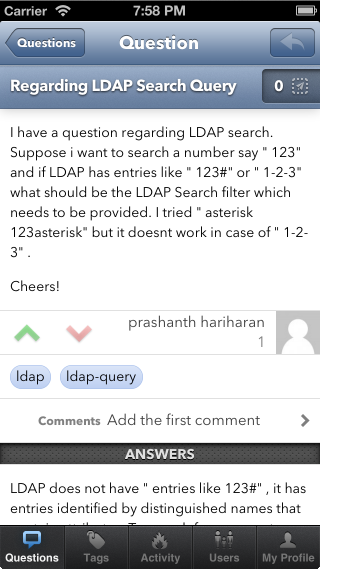 Carrier 7:58 PM
Questions Question
Regarding LDAP Search Query 0
I have a question regarding LDAP search.
Suppose i want to search a number say " 123"
and if LDAP has entries like " 123#" or " 1-2-3"
what should be the LDAP Search filter which
needs to be provided. I tried " asterisk
123asterisk" but it doesnt work in case of " 1-2-
3" .
Cheers!
prashanth hariharan
1
ldap ldap-query
Comments Add the first comment
ANSWERS
LDAP does not have " entries like 123#" , it has
entries identified by distinguished names that
Questions Tags Activity Users My Profile